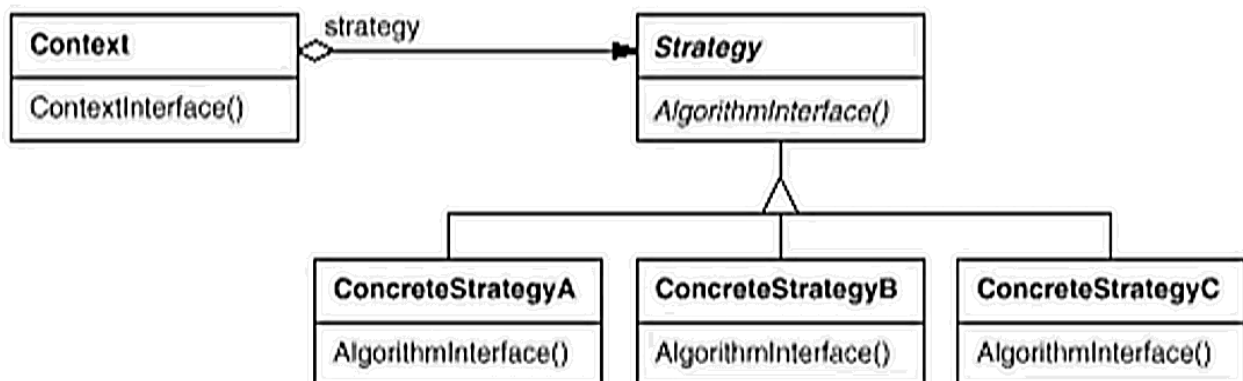 Context
ContextInterface()
strategy
Strategy
AlgorithmInterface()
ConcreteStrategyA
AlgorithmInterface()
ConcreteStrategyB
AlgorithmInterface()
ConcreteStrategyC
AlgorithmInterface()